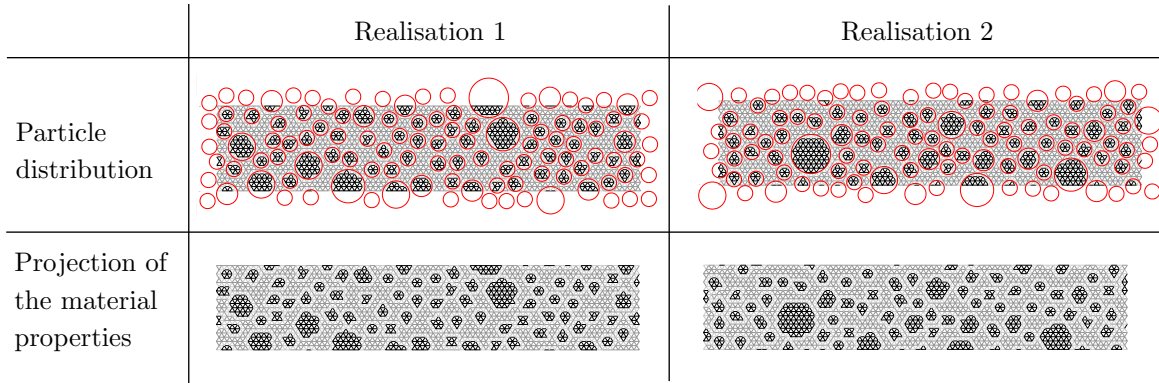 Realisation 1
Realisation 2
Particle
distribution
Projection of
the material
properties